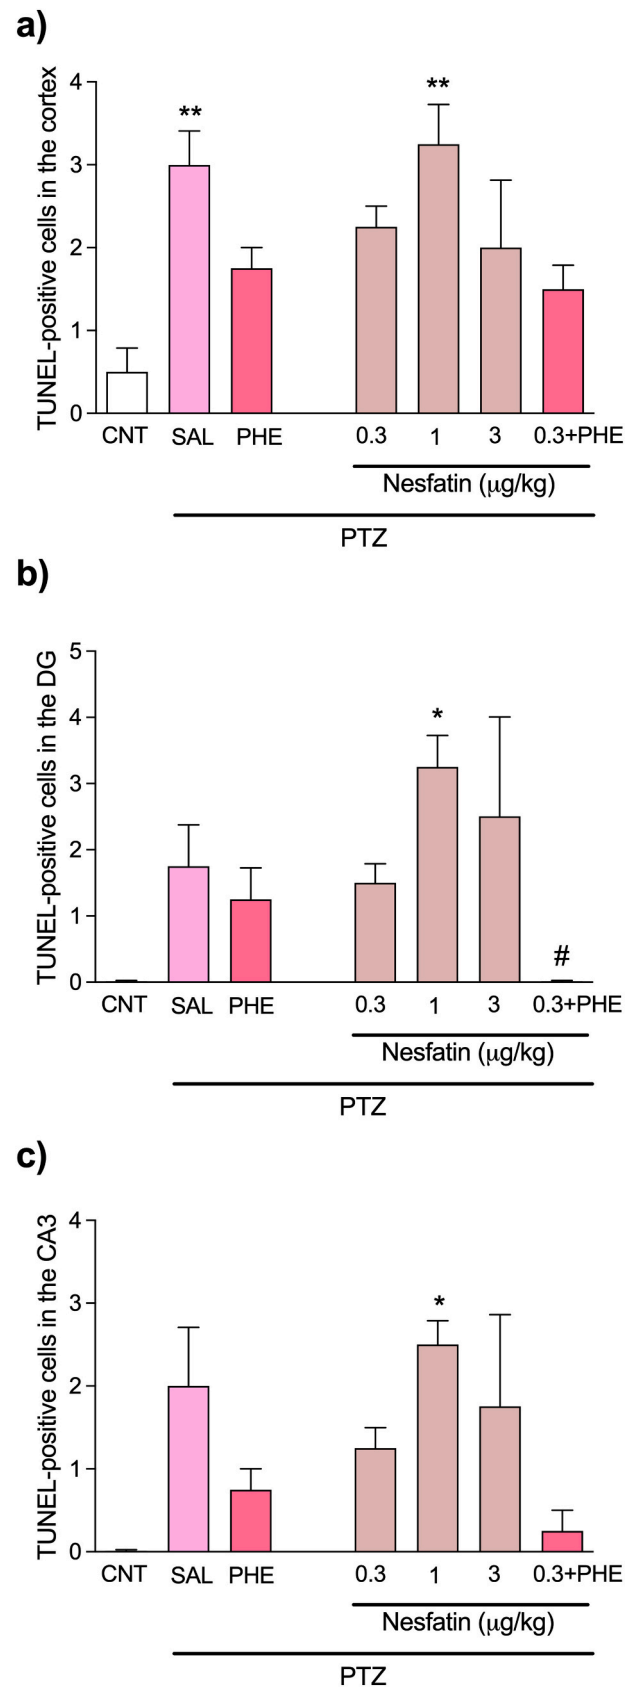 a)
TUNEL-positive cells in the cortex
4
3
2
1
0
**
**
CNT SAL PHE 0.3 1 3 0.3+PHE
Nesfatin (μg/kg)
PTZ
b)
TUNEL-positive cells in the DG
5
4
3
2
1
0
*
#
CNT SAL PHE 0.3 1 3 0.3+PHE
Nesfatin (μg/kg)
PTZ
c)
TUNEL-positive cells in the CA3
4
3
2
1
0
*
CNT SAL PHE 0.3 1 3 0.3+PHE
Nesfatin (μg/kg)
PTZ